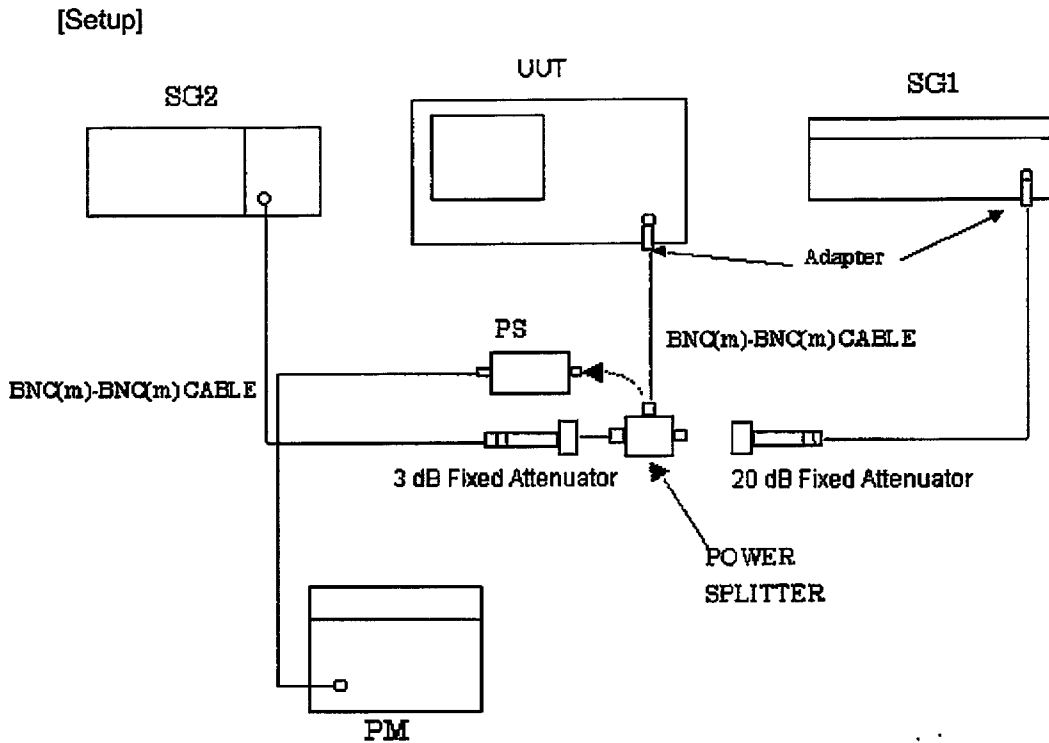 [Setup]
UUT
SG2
SG1
Adapter
PS
BNC(m)-BNC(m) CABLE
BNC(m)-BNC(m) CABLE
3 dB Fixed Attenuator
20 dB Fixed Attenuator
POWER
SPLITTER
PM